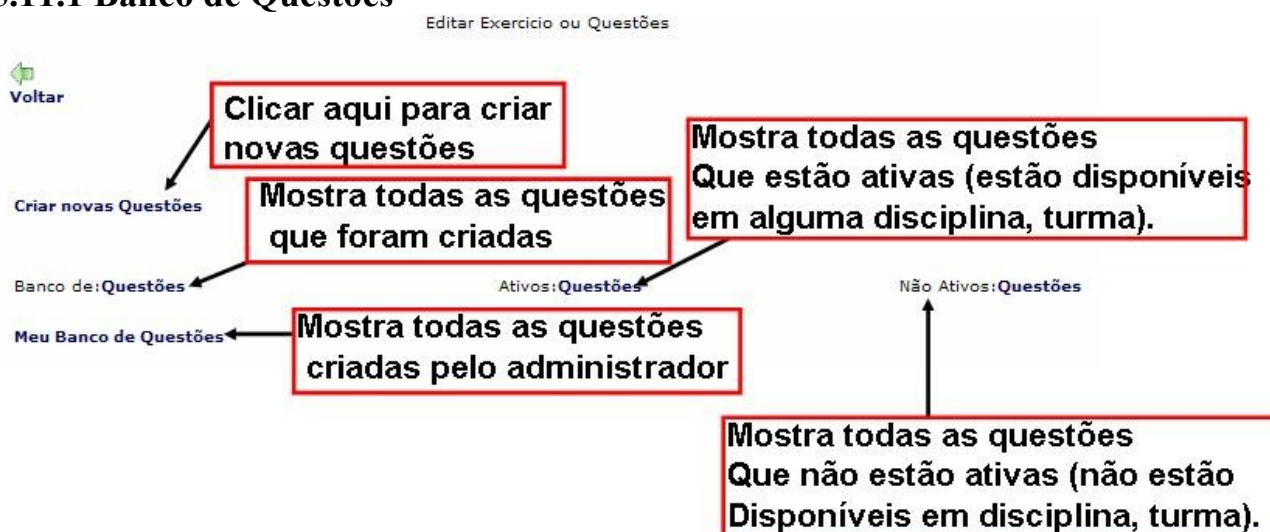 .11.1 Banco de Questões
Editar Exercicio ou Questões
Voltar
Clicar aqui para criar
novas questões
Mostra todas as questões
Que estão ativas (estão disponíveis
em alguma disciplina, turma).
Criar novas Questões
Mostra todas as questões
que foram criadas
Banco de:Questões
Ativos:Questões
Não Ativos:Questões
Meu Banco de Questões
Mostra todas as questões
criadas pelo administrador
Mostra todas as questões
Que não estão ativas (não estão
Disponíveis em disciplina, turma).